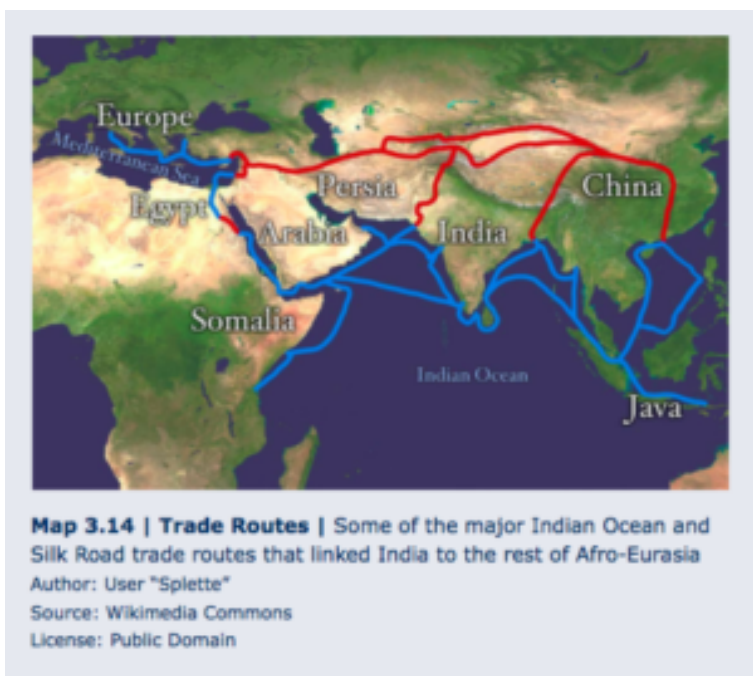 Europe
Mediterranean Sea
Egypt
Persia
Arabia
India
China
Somalia
Indian Ocean
Java
Map 3.14 | Trade Routes | Some of the major Indian Ocean and
Silk Road trade routes that linked India to the rest of Afro-Eurasia
Author: User "Splette"
Source: Wikimedia Commons
License: Public Domain